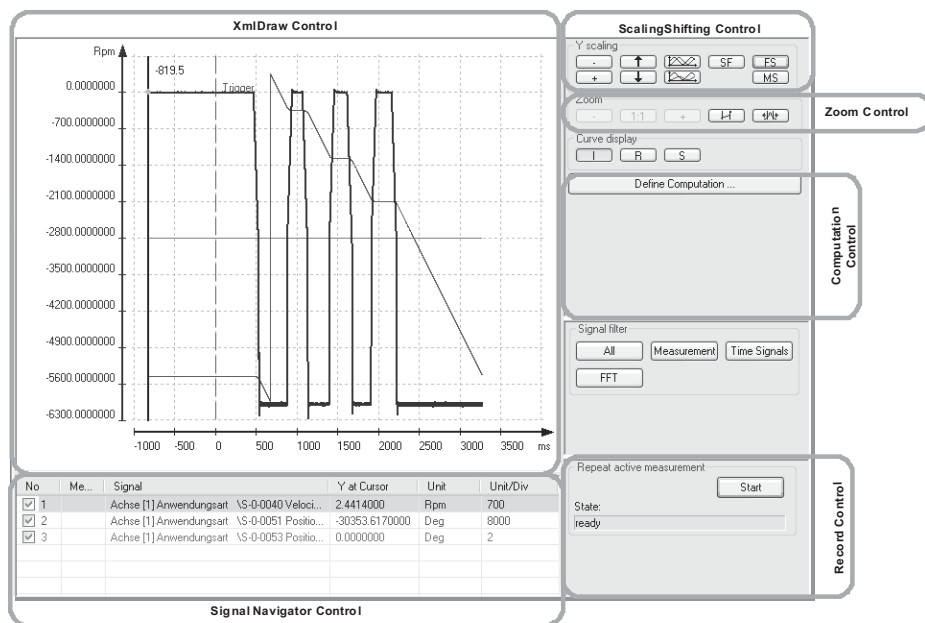 XmlDraw Control
Rpm
-819.5
Trigger
0.0000000
-700.0000000
-1400.0000000
-2100.0000000
-2800.0000000
-3500.0000000
-4200.0000000
-4900.0000000
-5600.0000000
-6300.0000000
-1000 -500 0 500 1000 1500 2000 2500 3000 3500 ms
ScalingShifting Control
Y scaling
- SF FS
+ MS
Zoom Control
Zoom
- 1:1 +
Curve display
I R S
Computation Control
Define Computation ...
Signal filter
All Measurement Time Signals
FFT
Record Control
Repeat active measurement
Start
State:
ready
No Me... Signal Y at Cursor Unit Unit/Div
1 Achse [1] Anwendungsart \S-0-0040 Veloci... 2.4414000 Rpm 700
2 Achse [1] Anwendungsart \S-0-0051 Positio... -30353.6170000 Deg 8000
3 Achse [1] Anwendungsart \S-0-0053 Positio... 0.0000000 Deg 2
Signal Navigator Control